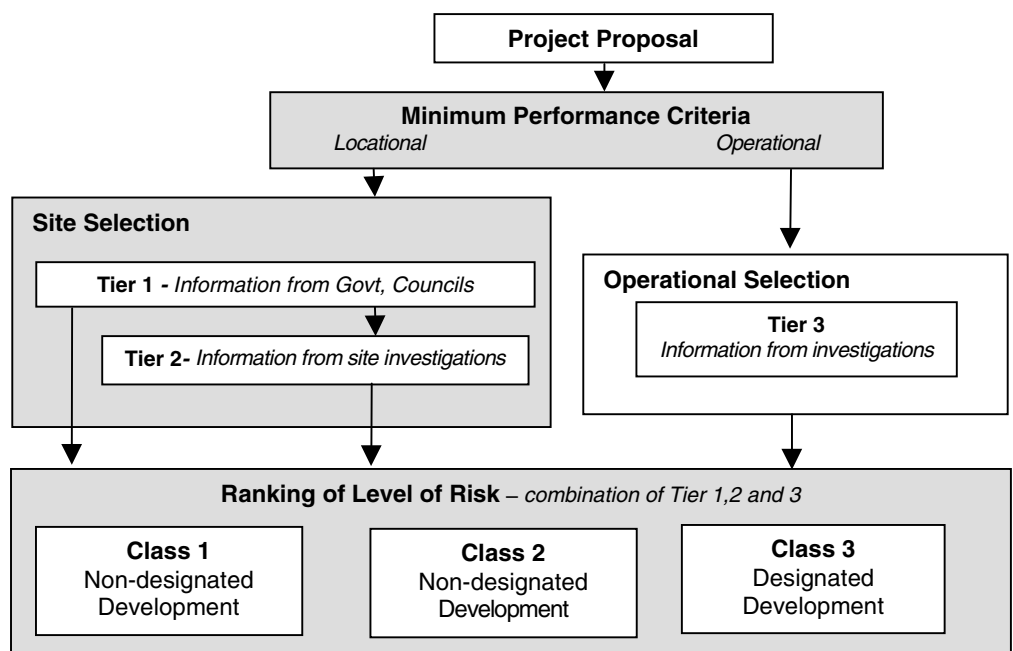 Project Proposal
Minimum Performance Criteria
Locational Operational
Site Selection
Tier 1 - Information from Govt, Councils
Tier 2- Information from site investigations
Operational Selection
Tier 3
Information from investigations
Ranking of Level of Risk – combination of Tier 1,2 and 3
Class 1
Non-designated
Development
Class 2
Non-designated
Development
Class 3
Designated
Development